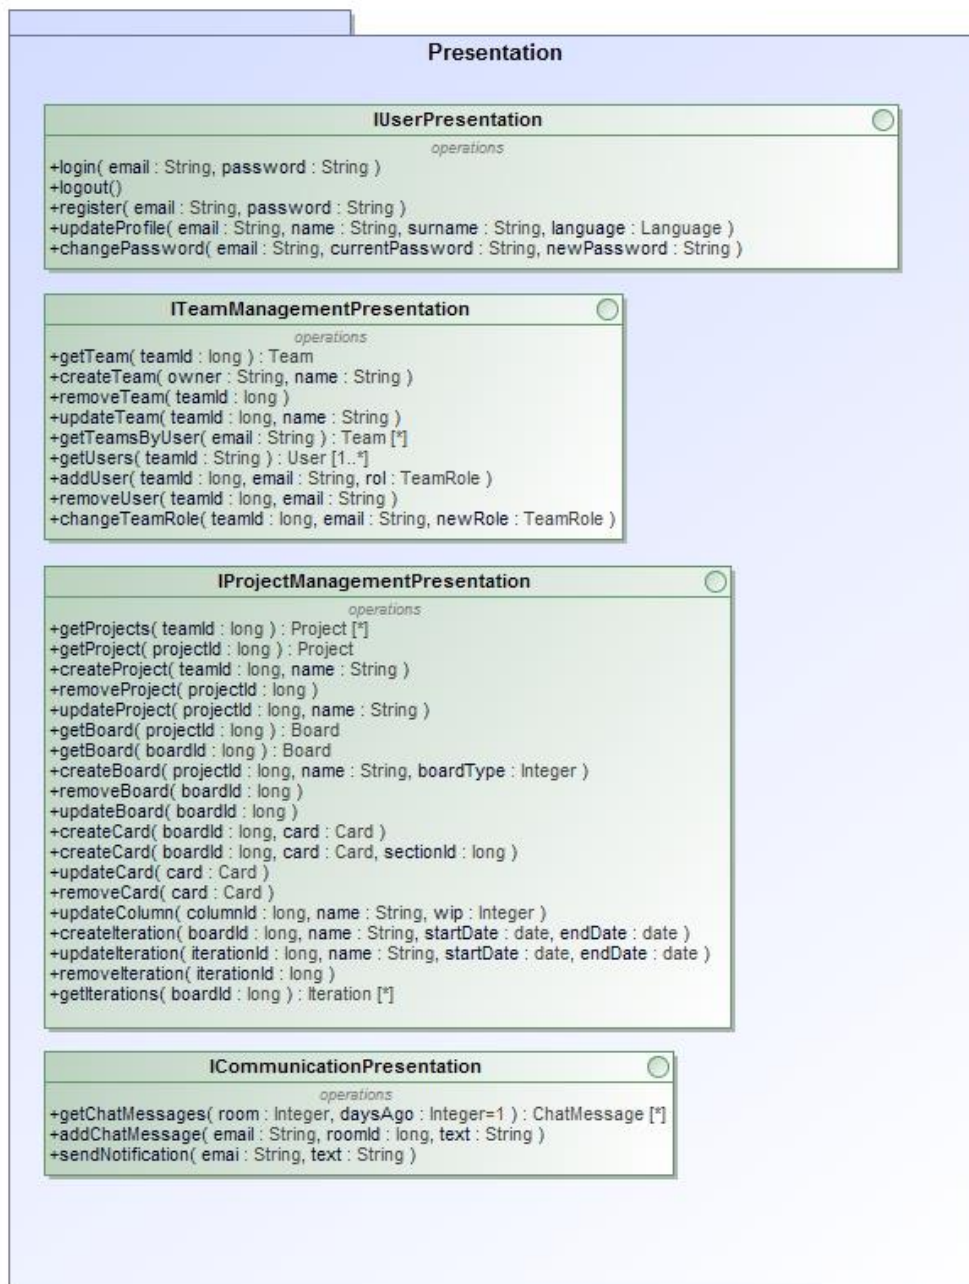 Presentation
IUserPresentation
operations
+login( email : String, password : String )
+logout()
+register( email : String, password : String )
+updateProfile( email : String, name : String, surname : String, language : Language )
+changePassword( email : String, currentPassword : String, newPassword : String )
ITeamManagementPresentation
operations
+getTeam( teamId : long ) : Team
+createTeam( owner : String, name : String )
+removeTeam( teamId : long )
+updateTeam( teamId : long, name : String )
+getTeamsByUser( email : String ) : Team [*]
+getUsers( teamId : String ) : User [1..*]
+addUser( teamId : long, email : String, rol : TeamRole )
+removeUser( teamId : long, email : String )
+changeTeamRole( teamId : long, email : String, newRole : TeamRole )
IProjectManagementPresentation
operations
+getProjects( teamId : long ) : Project [*]
+getProject( projectId : long ) : Project
+createProject( teamId : long, name : String )
+removeProject( projectId : long )
+updateProject( projectId : long, name : String )
+getBoard( projectId : long ) : Board
+getBoard( boardId : long ) : Board
+createBoard( projectId : long, name : String, boardType : Integer )
+removeBoard( boardId : long )
+updateBoard( boardId : long )
+createCard( boardId : long, card : Card )
+createCard( boardId : long, card : Card, sectionId : long )
+updateCard( card : Card )
+removeCard( card : Card )
+updateColumn( columnId : long, name : String, wip : Integer )
+createIteration( boardId : long, name : String, startDate : date, endDate : date )
+updateIteration( iterationId : long, name : String, startDate : date, endDate : date )
+removeIteration( iterationId : long )
+getIterations( boardId : long ) : Iteration [*]
ICommunicationPresentation
operations
+getChatMessages( room : Integer, daysAgo : Integer=1 ) : ChatMessage [*]
+addChatMessage( email : String, roomId : long, text : String )
+sendNotification( emai : String, text : String )